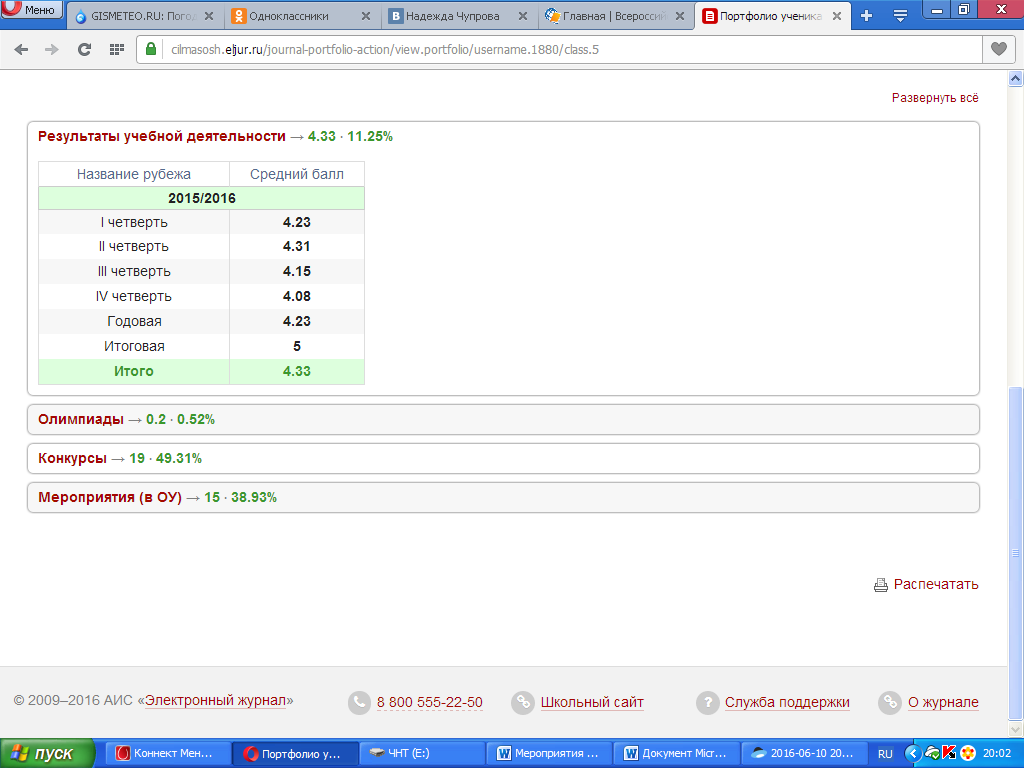 Меню
GISMETEO.RU: Пого
Одноклассники
Надежда Чупрова
Главная | Всеросси
Портфолио ученика
cilmasosh.eljur.ru/journal-portfolio-action/view.portfolio/username.1880/class.5
Развернуть всё
Результаты учебной деятельности → 4.33 · 11.25%
Название рубежа Средний балл
2015/2016
I четверть 4.23
II четверть 4.31
III четверть 4.15
IV четверть 4.08
Годовая 4.23
Итоговая 5
Итого 4.33
Олимпиады → 0.2 · 0.52%
Конкурсы → 19 · 49.31%
Мероприятия (в ОУ) → 15 · 38.93%
Распечатать
© 2009–2016 АИС «Электронный журнал»
8 800 555-22-50
Школьный сайт
Служба поддержки
О журнале
пуск
Коннект Мен...
Портфолио у...
ЧНТ (E:)
Мероприятия ...
Документ Micr...
2016-06-10 20...
RU
20:02